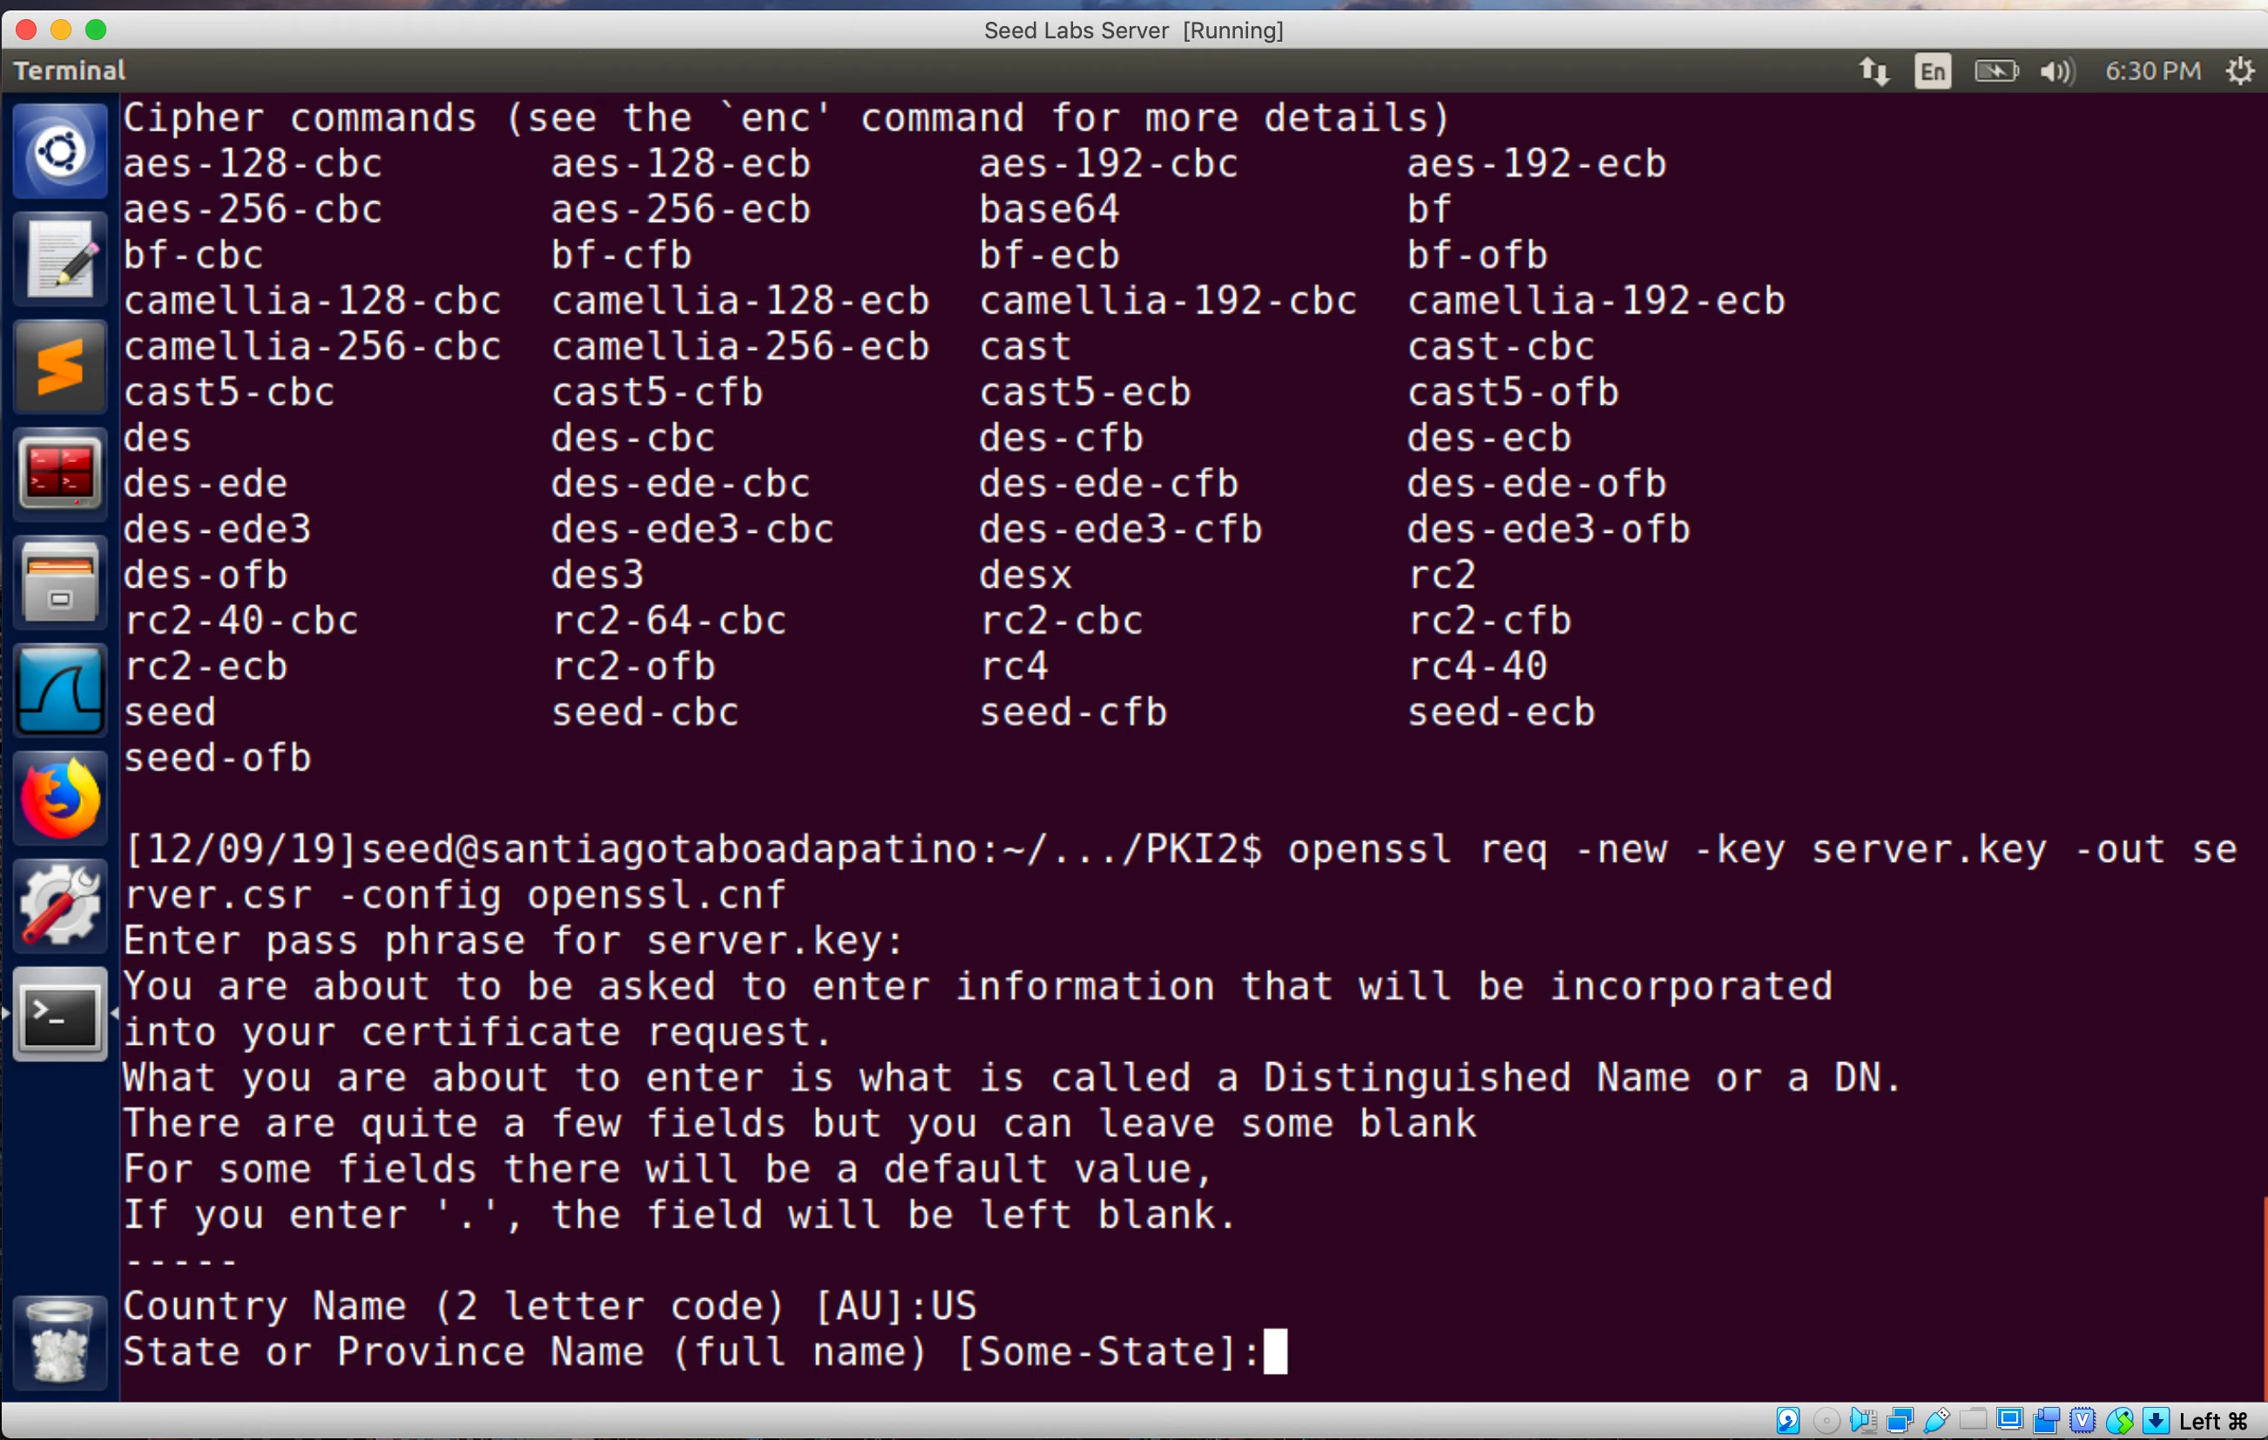 Seed Labs Server [Running]
Terminal
En
6:30 PM
Cipher commands (see the `enc' command for more details)
aes-128-cbc aes-128-ecb aes-192-cbc aes-192-ecb
aes-256-cbc aes-256-ecb base64 bf
bf-cbc bf-cfb bf-ecb bf-ofb
camellia-128-cbc camellia-128-ecb camellia-192-cbc camellia-192-ecb
camellia-256-cbc camellia-256-ecb cast cast-cbc
cast5-cbc cast5-cfb cast5-ecb cast5-ofb
des des-cbc des-cfb des-ecb
des-ede des-ede-cbc des-ede-cfb des-ede-ofb
des-ede3 des-ede3-cbc des-ede3-cfb des-ede3-ofb
des-ofb des3 desx rc2
rc2-40-cbc rc2-64-cbc rc2-cbc rc2-cfb
rc2-ecb rc2-ofb rc4 rc4-40
seed seed-cbc seed-cfb seed-ecb
seed-ofb
[12/09/19]seed@santiagotaboadapatino:~/.../PKI2$ openssl req -new -key server.key -out se
rver.csr -config openssl.cnf
Enter pass phrase for server.key:
You are about to be asked to enter information that will be incorporated
into your certificate request.
What you are about to enter is what is called a Distinguished Name or a DN.
There are quite a few fields but you can leave some blank
For some fields there will be a default value,
If you enter '.', the field will be left blank.
-----
Country Name (2 letter code) [AU]:US
State or Province Name (full name) [Some-State]:
Left ⌘